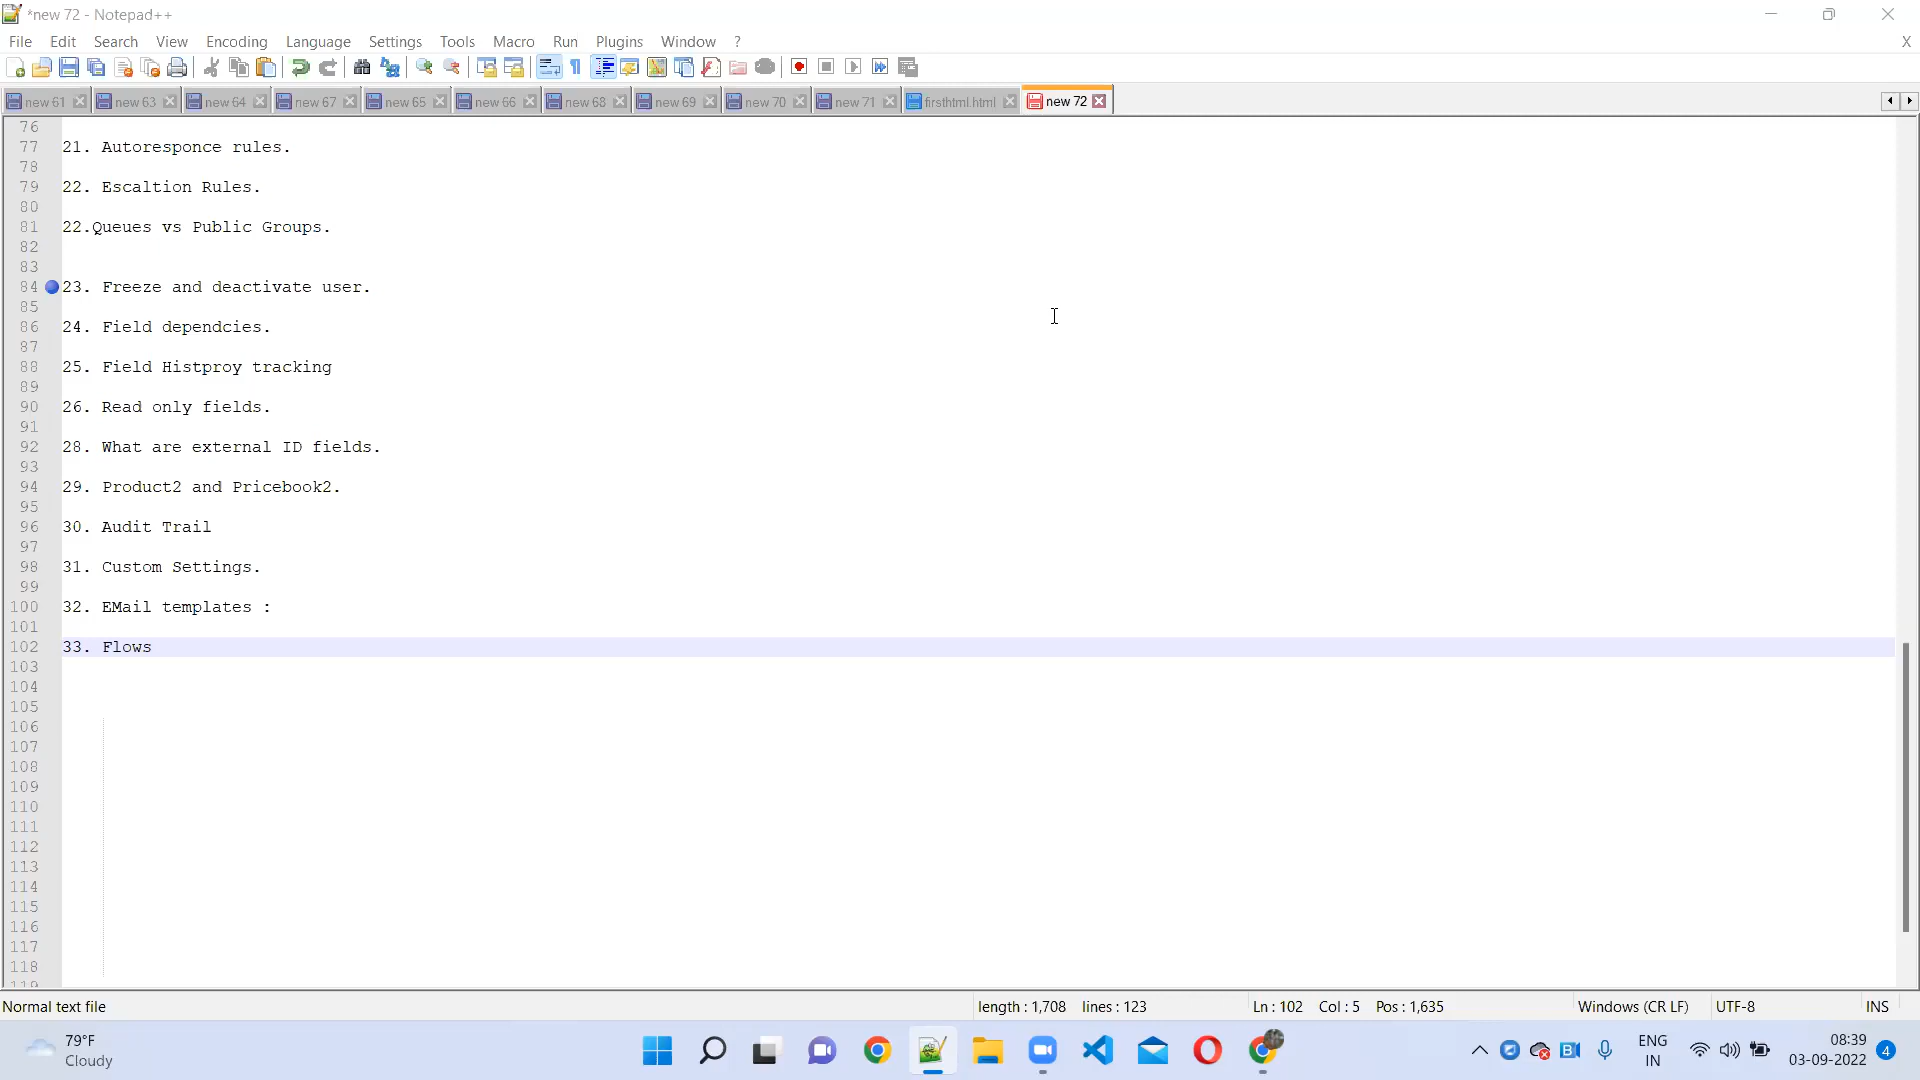 *new 72 - Notepad++
File Edit Search View Encoding Language Settings Tools Macro Run Plugins Window ? X
new 61 new 63 new 64 new 67 new 65 new 66 new 68 new 69 new 70 new 71 firsthtml.html new 72
76
77 21. Autoresponce rules.
78
79 22. Escaltion Rules.
80
81 22.Queues vs Public Groups.
82
83
84 23. Freeze and deactivate user.
85
86 24. Field dependcies.
87
88 25. Field Histproy tracking
89
90 26. Read only fields.
91
92 28. What are external ID fields.
93
94 29. Product2 and Pricebook2.
95
96 30. Audit Trail
97
98 31. Custom Settings.
99
100 32. EMail templates :
101
102 33. Flows
103
104
105
106
107
108
109
110
111
112
113
114
115
116
117
118
119
Normal text file length : 1,708 lines : 123 Ln : 102 Col : 5 Pos : 1,635 Windows (CR LF) UTF-8 INS
79°F
Cloudy
ENG
IN
08:39
03-09-2022
4